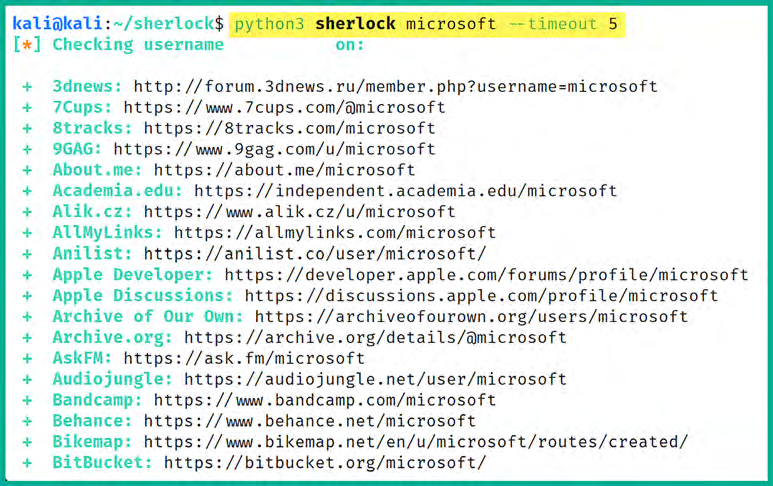 kali@kali:~/sherlock$ python3 sherlock microsoft --timeout 5
[*] Checking username on:
+ 3dnews: http://forum.3dnews.ru/member.php?username=microsoft
+ 7Cups: https://www.7cups.com/@microsoft
+ 8tracks: https://8tracks.com/microsoft
+ 9GAG: https://www.9gag.com/u/microsoft
+ About.me: https://about.me/microsoft
+ Academia.edu: https://independent.academia.edu/microsoft
+ Alik.cz: https://www.alik.cz/u/microsoft
+ AllMyLinks: https://allmylinks.com/microsoft
+ Anilist: https://anilist.co/user/microsoft/
+ Apple Developer: https://developer.apple.com/forums/profile/microsoft
+ Apple Discussions: https://discussions.apple.com/profile/microsoft
+ Archive of Our Own: https://archiveofourown.org/users/microsoft
+ Archive.org: https://archive.org/details/@microsoft
+ AskFM: https://ask.fm/microsoft
+ Audiojungle: https://audiojungle.net/user/microsoft
+ Bandcamp: https://www.bandcamp.com/microsoft
+ Behance: https://www.behance.net/microsoft
+ Bikemap: https://www.bikemap.net/en/u/microsoft/routes/created/
+ BitBucket: https://bitbucket.org/microsoft/